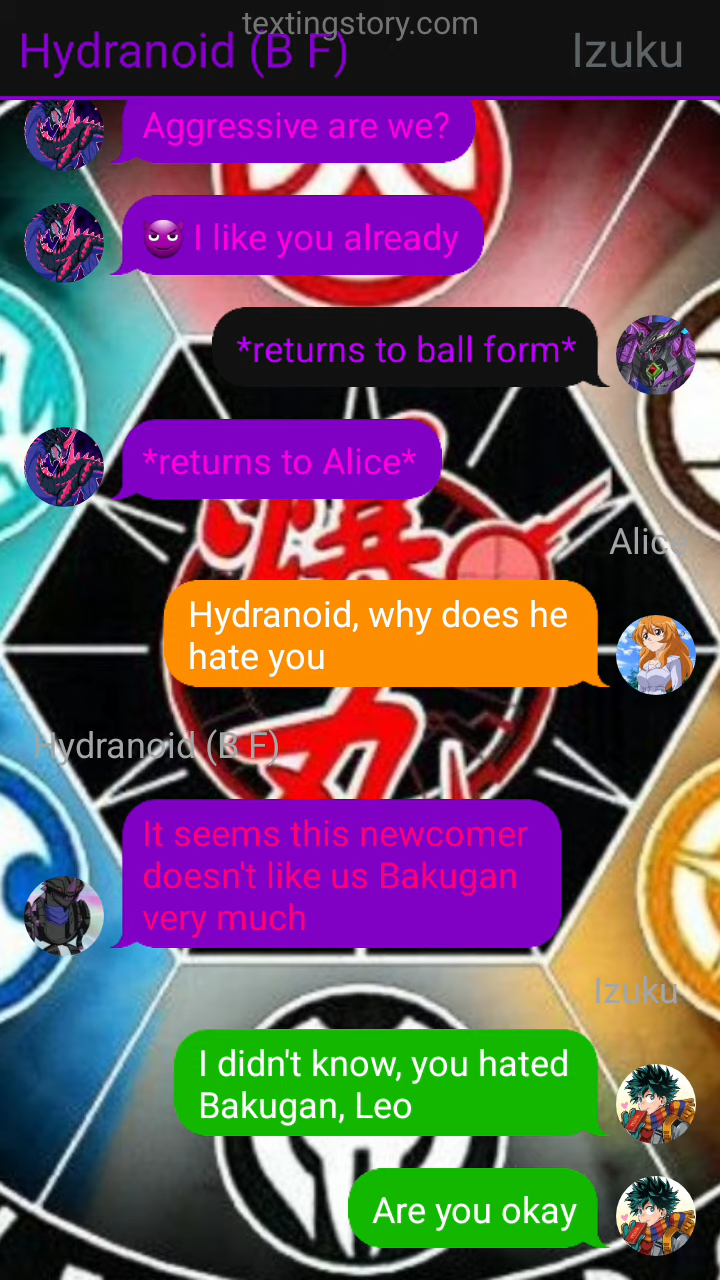 textingstory.com
Hydranoid (B F)
Izuku
Aggressive are we?
😈 I like you already
*returns to ball form*
*returns to Alice*
爆
Alice
Hydranoid, why does he
hate you
丸
Hydranoid (B F)
It seems this newcomer
doesn't like us Bakugan
very much
Izuku
I didn't know, you hated
Bakugan, Leo
Are you okay